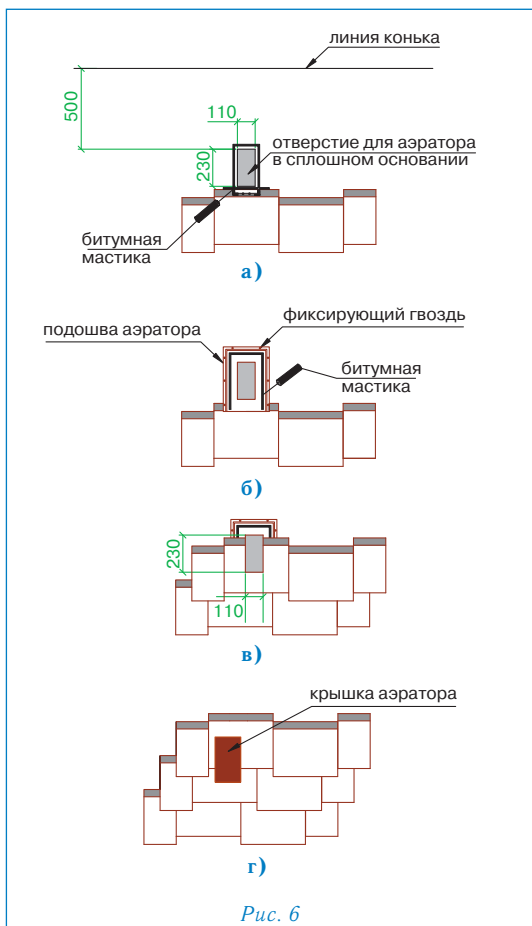 линия конька
500
110
230
отверстие для аэратора
в сплошном основании
битумная
мастика
а)
фиксирующий гвоздь
подошва аэратора
битумная
мастика
б)
230
110
в)
крышка аэратора
г)
Рис. 6